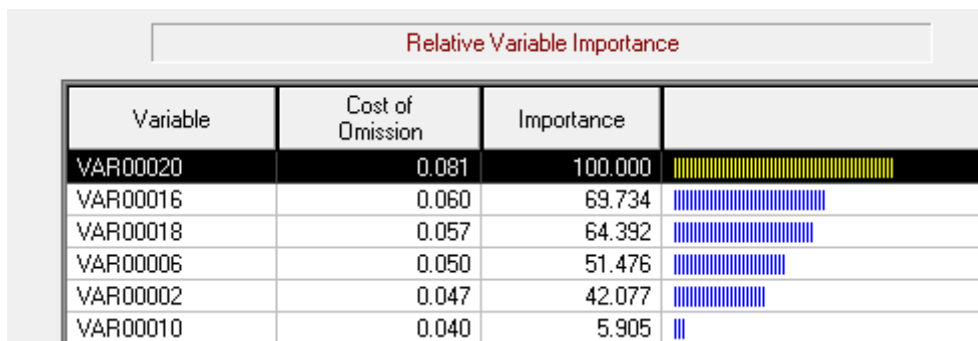 Relative Variable Importance
Variable Cost of Omission Importance
VAR00020 0.081 100.000
VAR00016 0.060 69.734
VAR00018 0.057 64.392
VAR00006 0.050 51.476
VAR00002 0.047 42.077
VAR00010 0.040 5.905